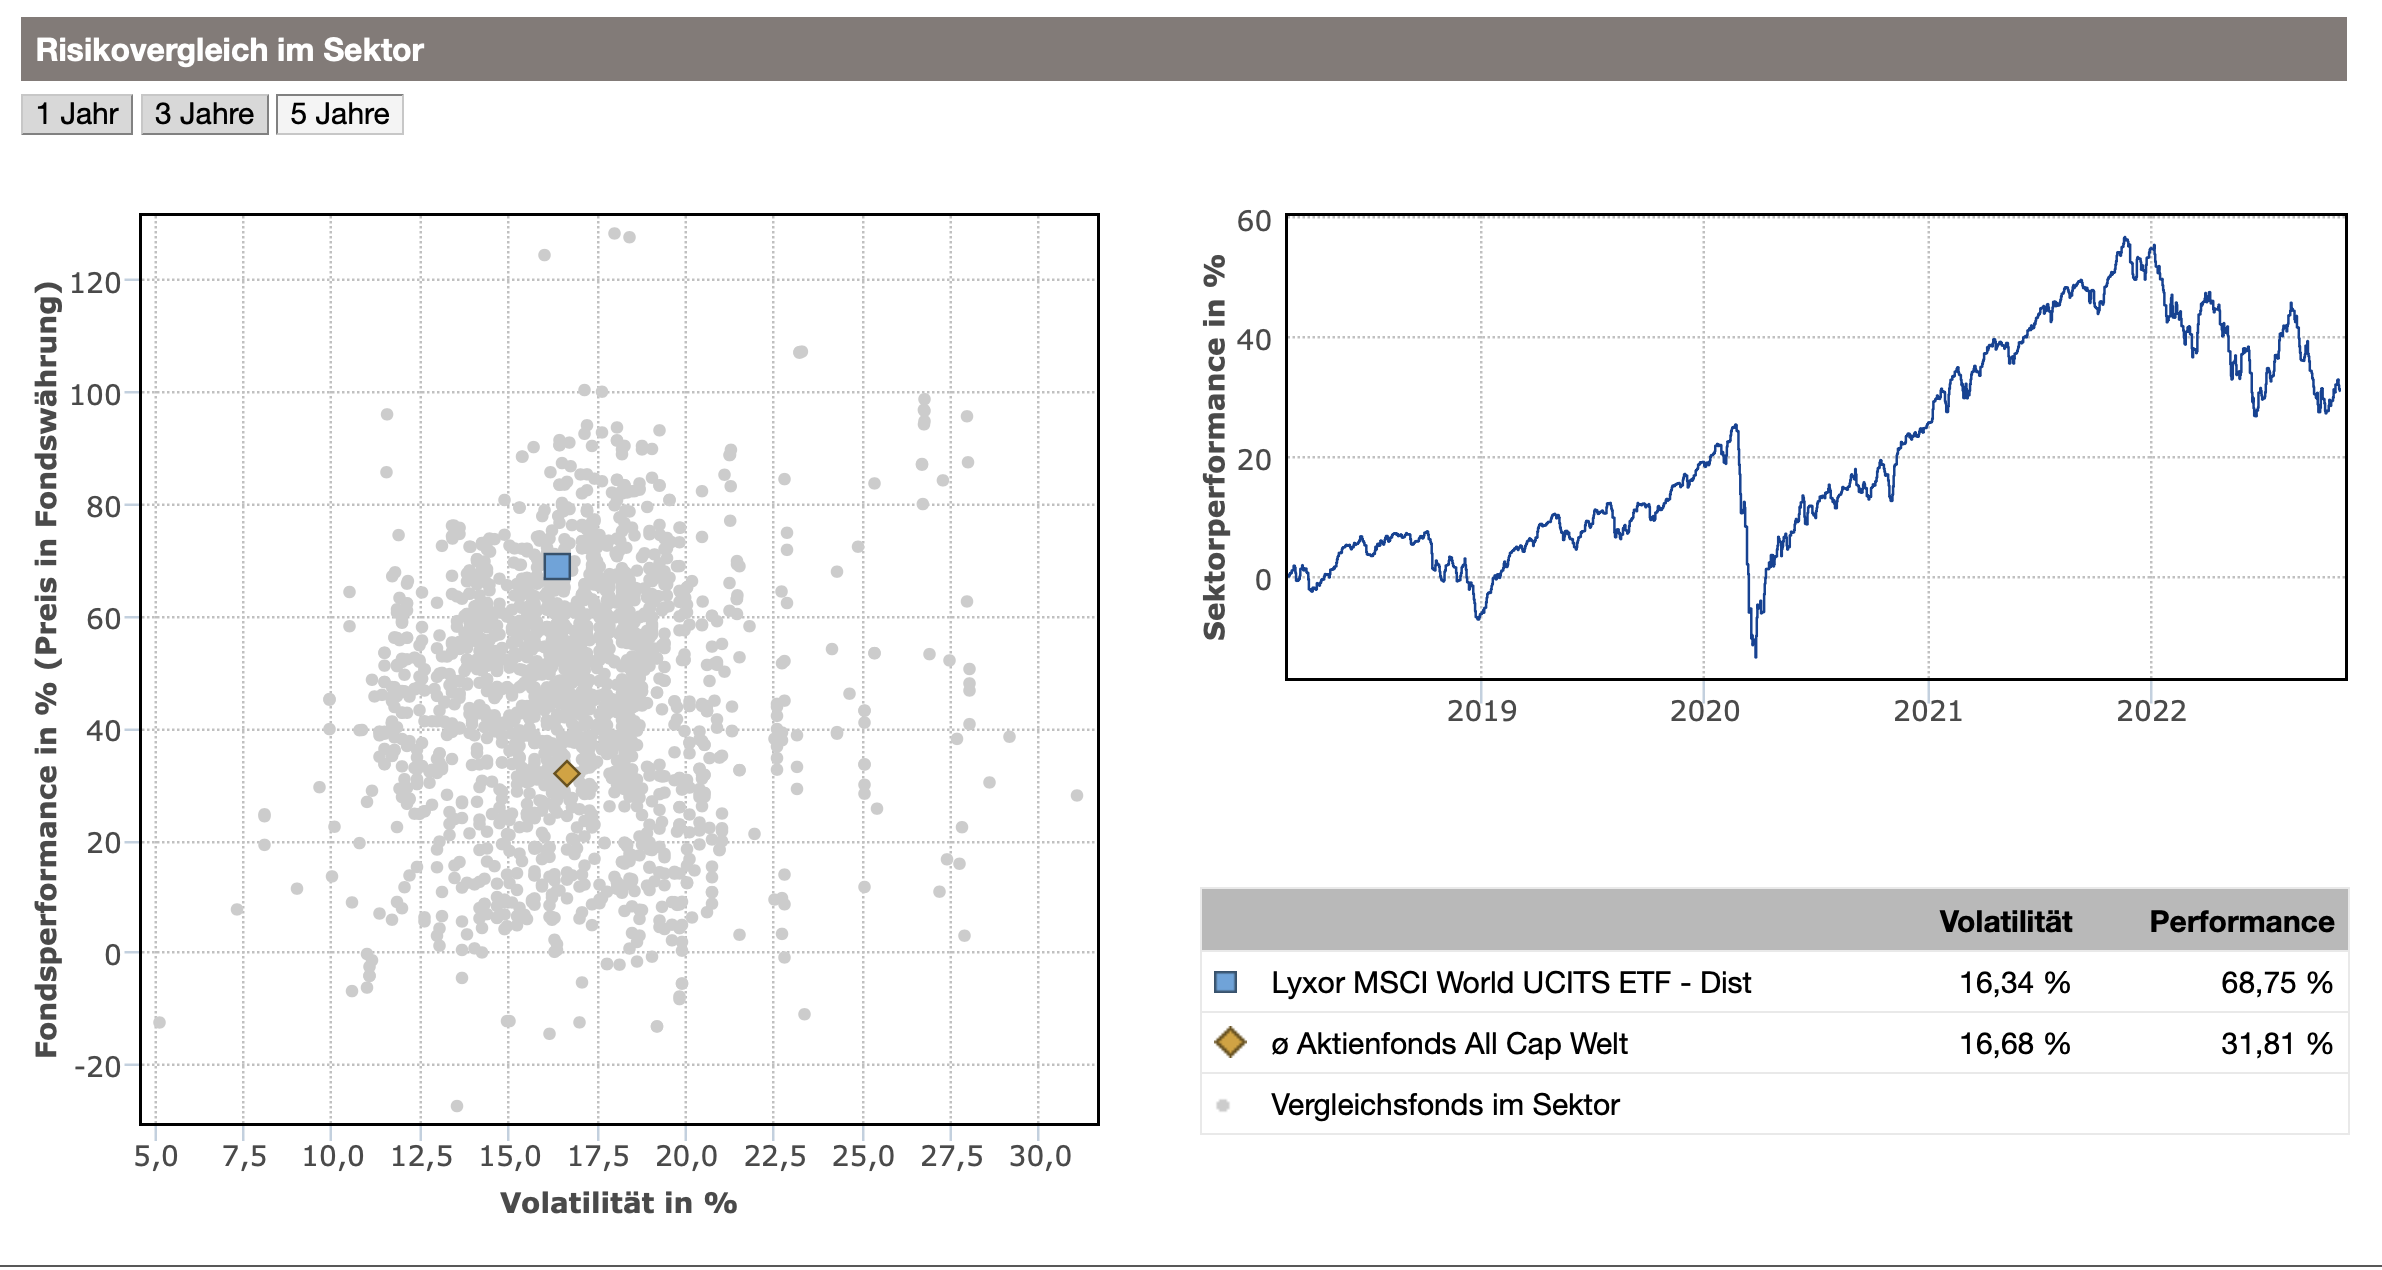 Risikovergleich im Sektor
1 Jahr 3 Jahre 5 Jahre
Fondsperformance in % (Preis in Fondswährung)
120
100
80
60
40
20
0
-20
5,0 7,5 10,0 12,5 15,0 17,5 20,0 22,5 25,0 27,5 30,0
Volatilität in %
Sektorperformance in %
60
40
20
0
2019 2020 2021 2022
Volatilität Performance
Lyxor MSCI World UCITS ETF - Dist 16,34 % 68,75 %
ø Aktienfonds All Cap Welt 16,68 % 31,81 %
Vergleichsfonds im Sektor